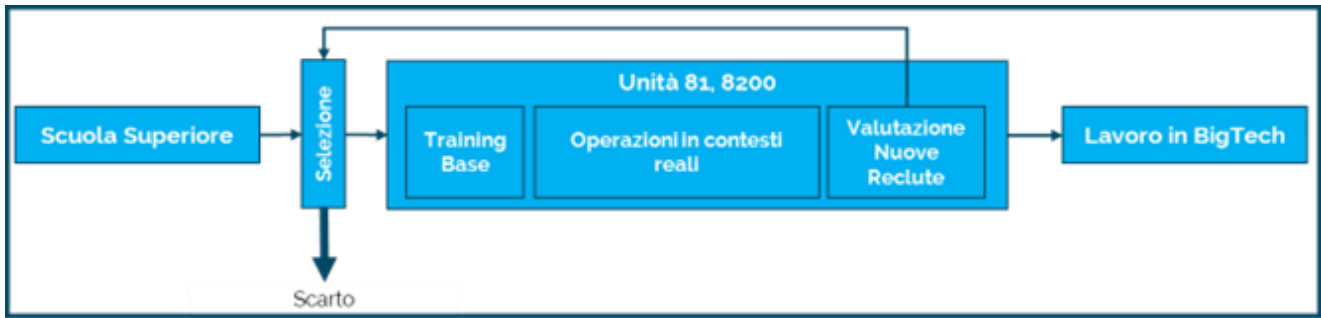 Scuola Superiore
Selezione
Scarto
Unità 81, 8200
Training
Base
Operazioni in contesti
reali
Valutazione
Nuove
Reclute
Lavoro in BigTech